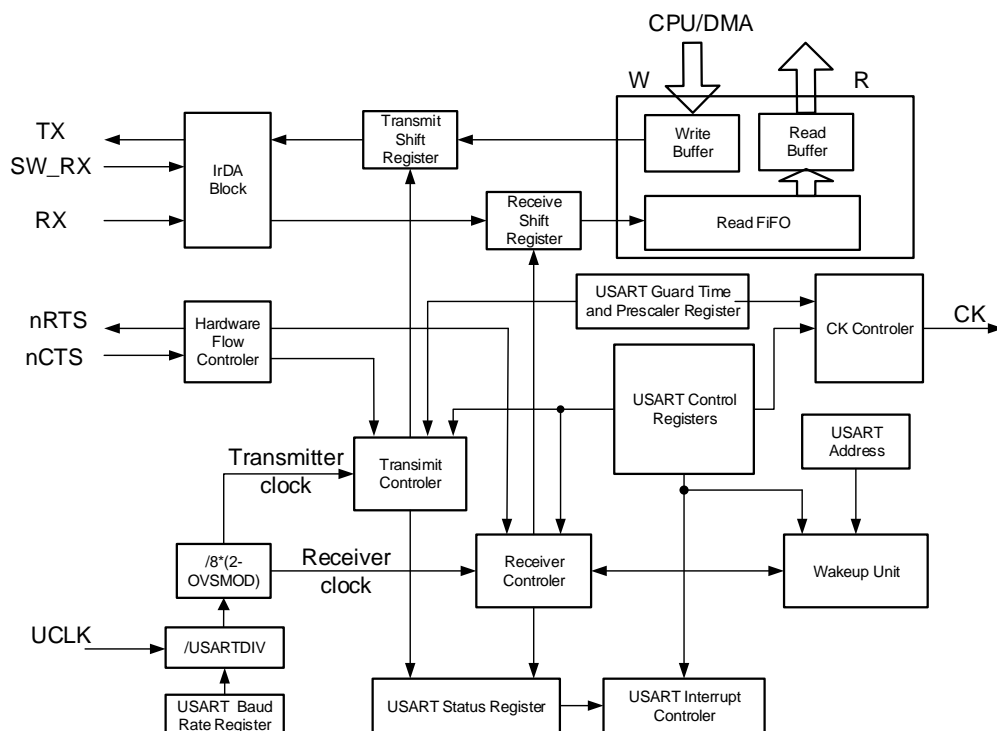 CPU/DMA
W
R
TX
SW_RX
RX
IrDA
Block
Transmit
Shift
Register
Write
Buffer
Read
Buffer
Receive
Shift
Register
Read FiFO
nRTS
nCTS
Hardware
Flow
Controler
USART Guard Time
and Prescaler Register
CK Controler
CK
USART Control
Registers
USART
Address
Transmitter
clock
Transimit
Controler
/8*(2-
OVSMOD)
Receiver
clock
Receiver
Controler
Wakeup Unit
UCLK
/USARTDIV
USART Baud
Rate Register
USART Status Register
USART Interrupt
Controler